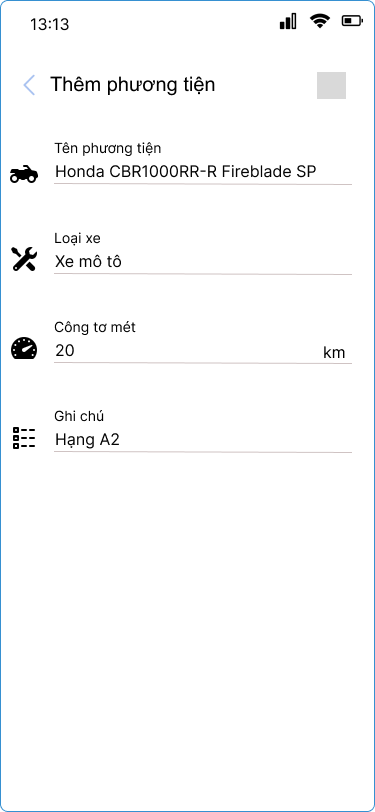 13:13
Thêm phương tiện
Tên phương tiện
Honda CBR1000RR-R Fireblade SP
Loại xe
Xe mô tô
Công tơ mét
20 km
Ghi chú
Hạng A2